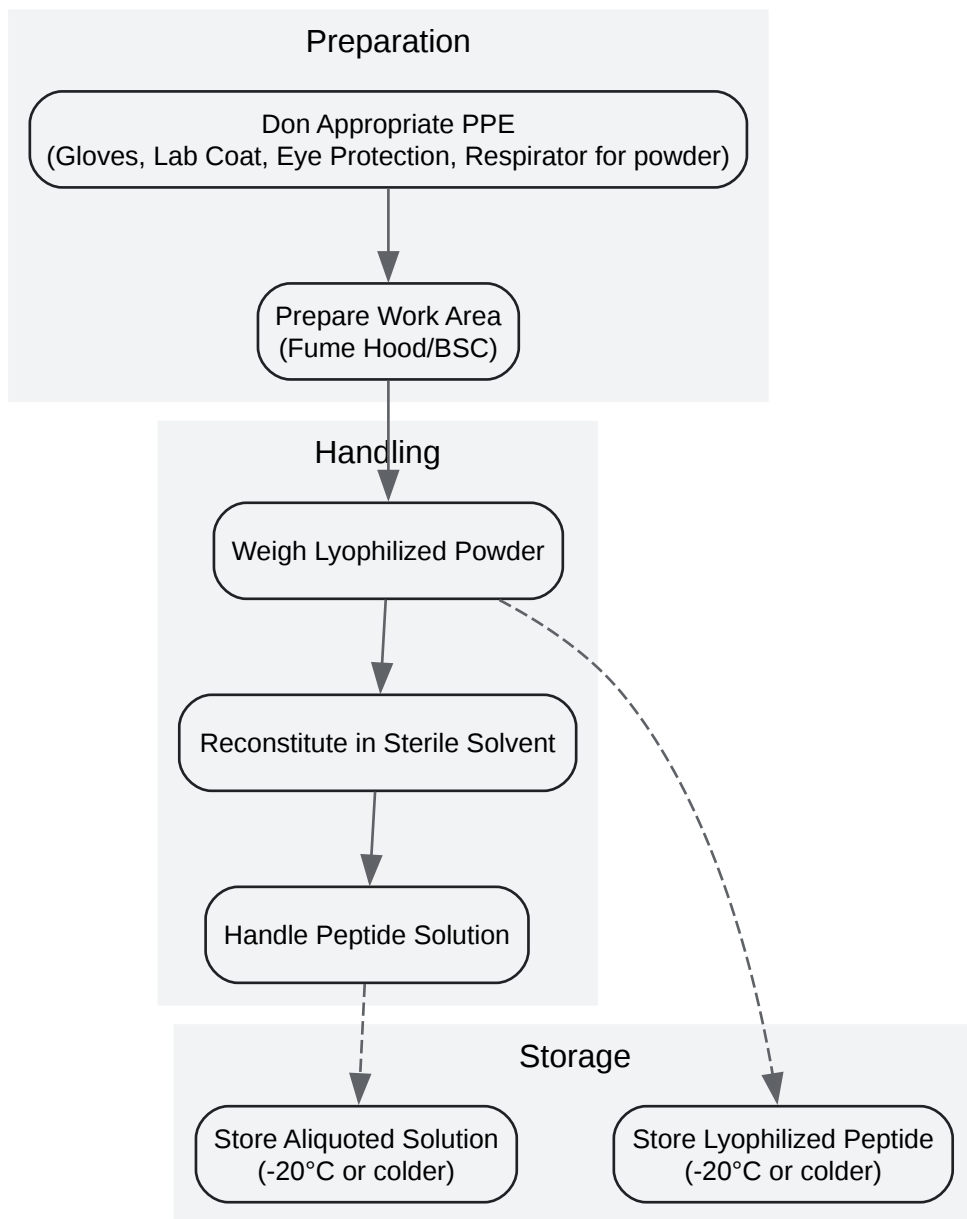 Preparation
Don Appropriate PPE
(Gloves, Lab Coat, Eye Protection, Respirator for powder)
Prepare Work Area
(Fume Hood/BSC)
Handling
Weigh Lyophilized Powder
Reconstitute in Sterile Solvent
Handle Peptide Solution
Storage
Store Aliquoted Solution
(-20°C or colder)
Store Lyophilized Peptide
(-20°C or colder)